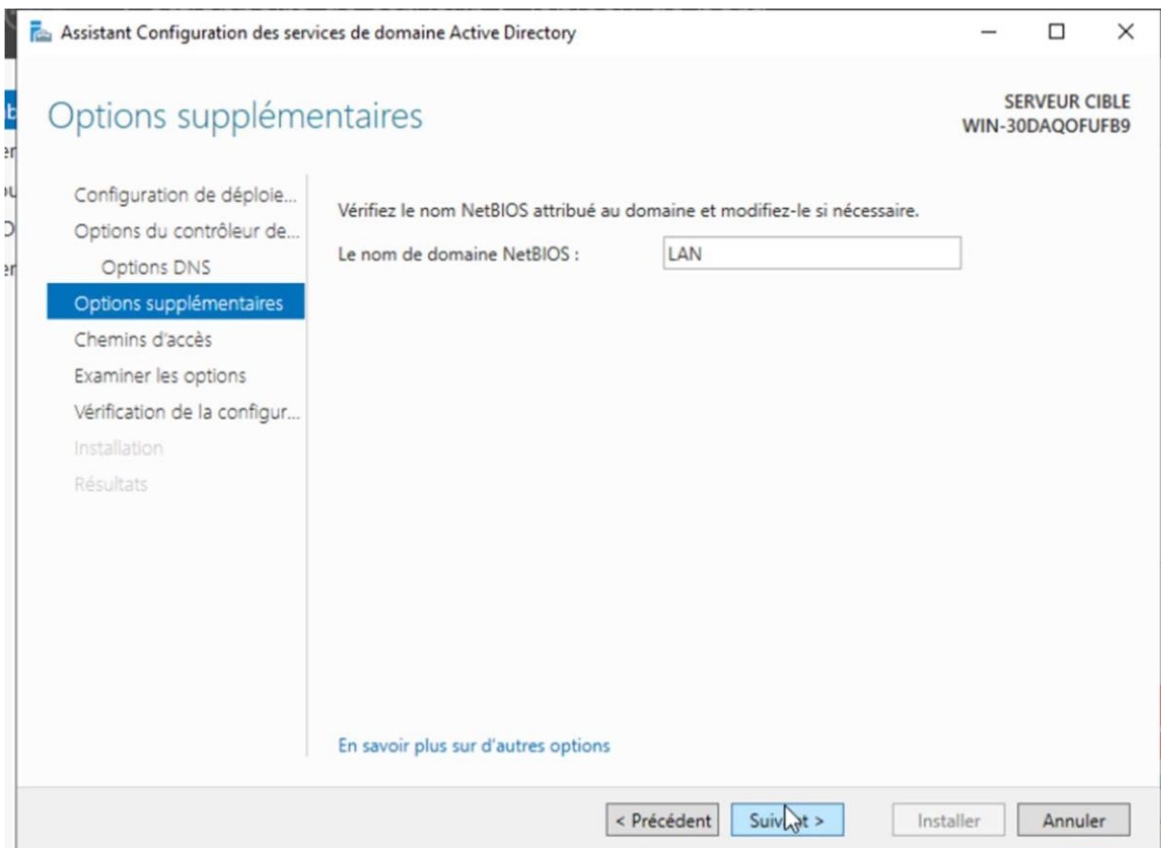 Assistant Configuration des services de domaine Active Directory
Options supplémentaires
SERVEUR CIBLE
WIN-30DAQOFUFB9
Configuration de déploie...
Options du contrôleur de...
Options DNS
Options supplémentaires
Chemins d'accès
Examiner les options
Vérification de la configur...
Installation
Résultats
Vérifiez le nom NetBIOS attribué au domaine et modifiez-le si nécessaire.
Le nom de domaine NetBIOS : LAN
En savoir plus sur d'autres options
< Précédent Suivant > Installer Annuler